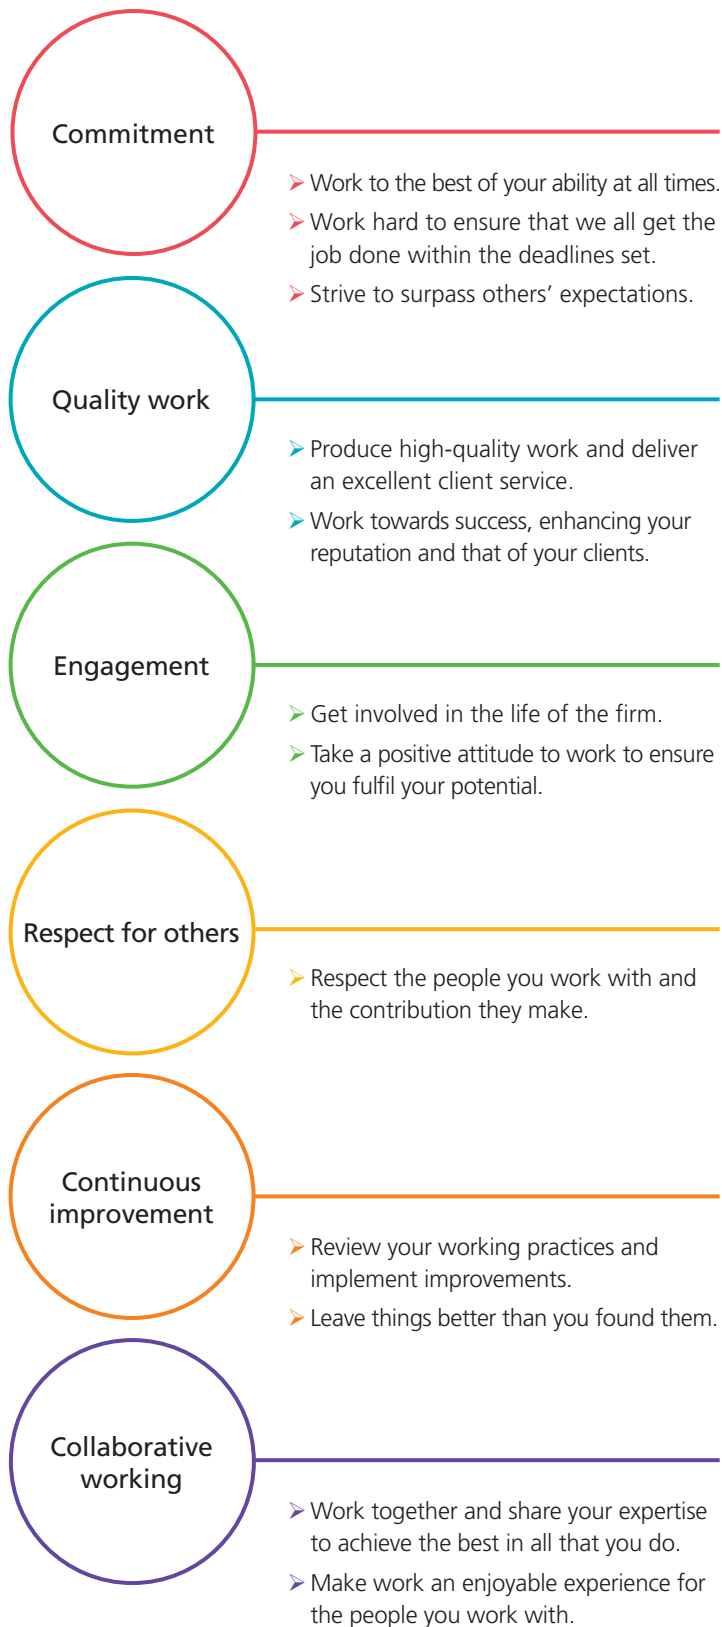 Commitment
➢ Work to the best of your ability at all times.
➢ Work hard to ensure that we all get the
job done within the deadlines set.
➢ Strive to surpass others’ expectations.
Quality work
➢ Produce high-quality work and deliver
an excellent client service.
➢ Work towards success, enhancing your
reputation and that of your clients.
Engagement
➢ Get involved in the life of the firm.
➢ Take a positive attitude to work to ensure
you fulfil your potential.
Respect for others
➢ Respect the people you work with and
the contribution they make.
Continuous
improvement
➢ Review your working practices and
implement improvements.
➢ Leave things better than you found them.
Collaborative
working
➢ Work together and share your expertise
to achieve the best in all that you do.
➢ Make work an enjoyable experience for
the people you work with.